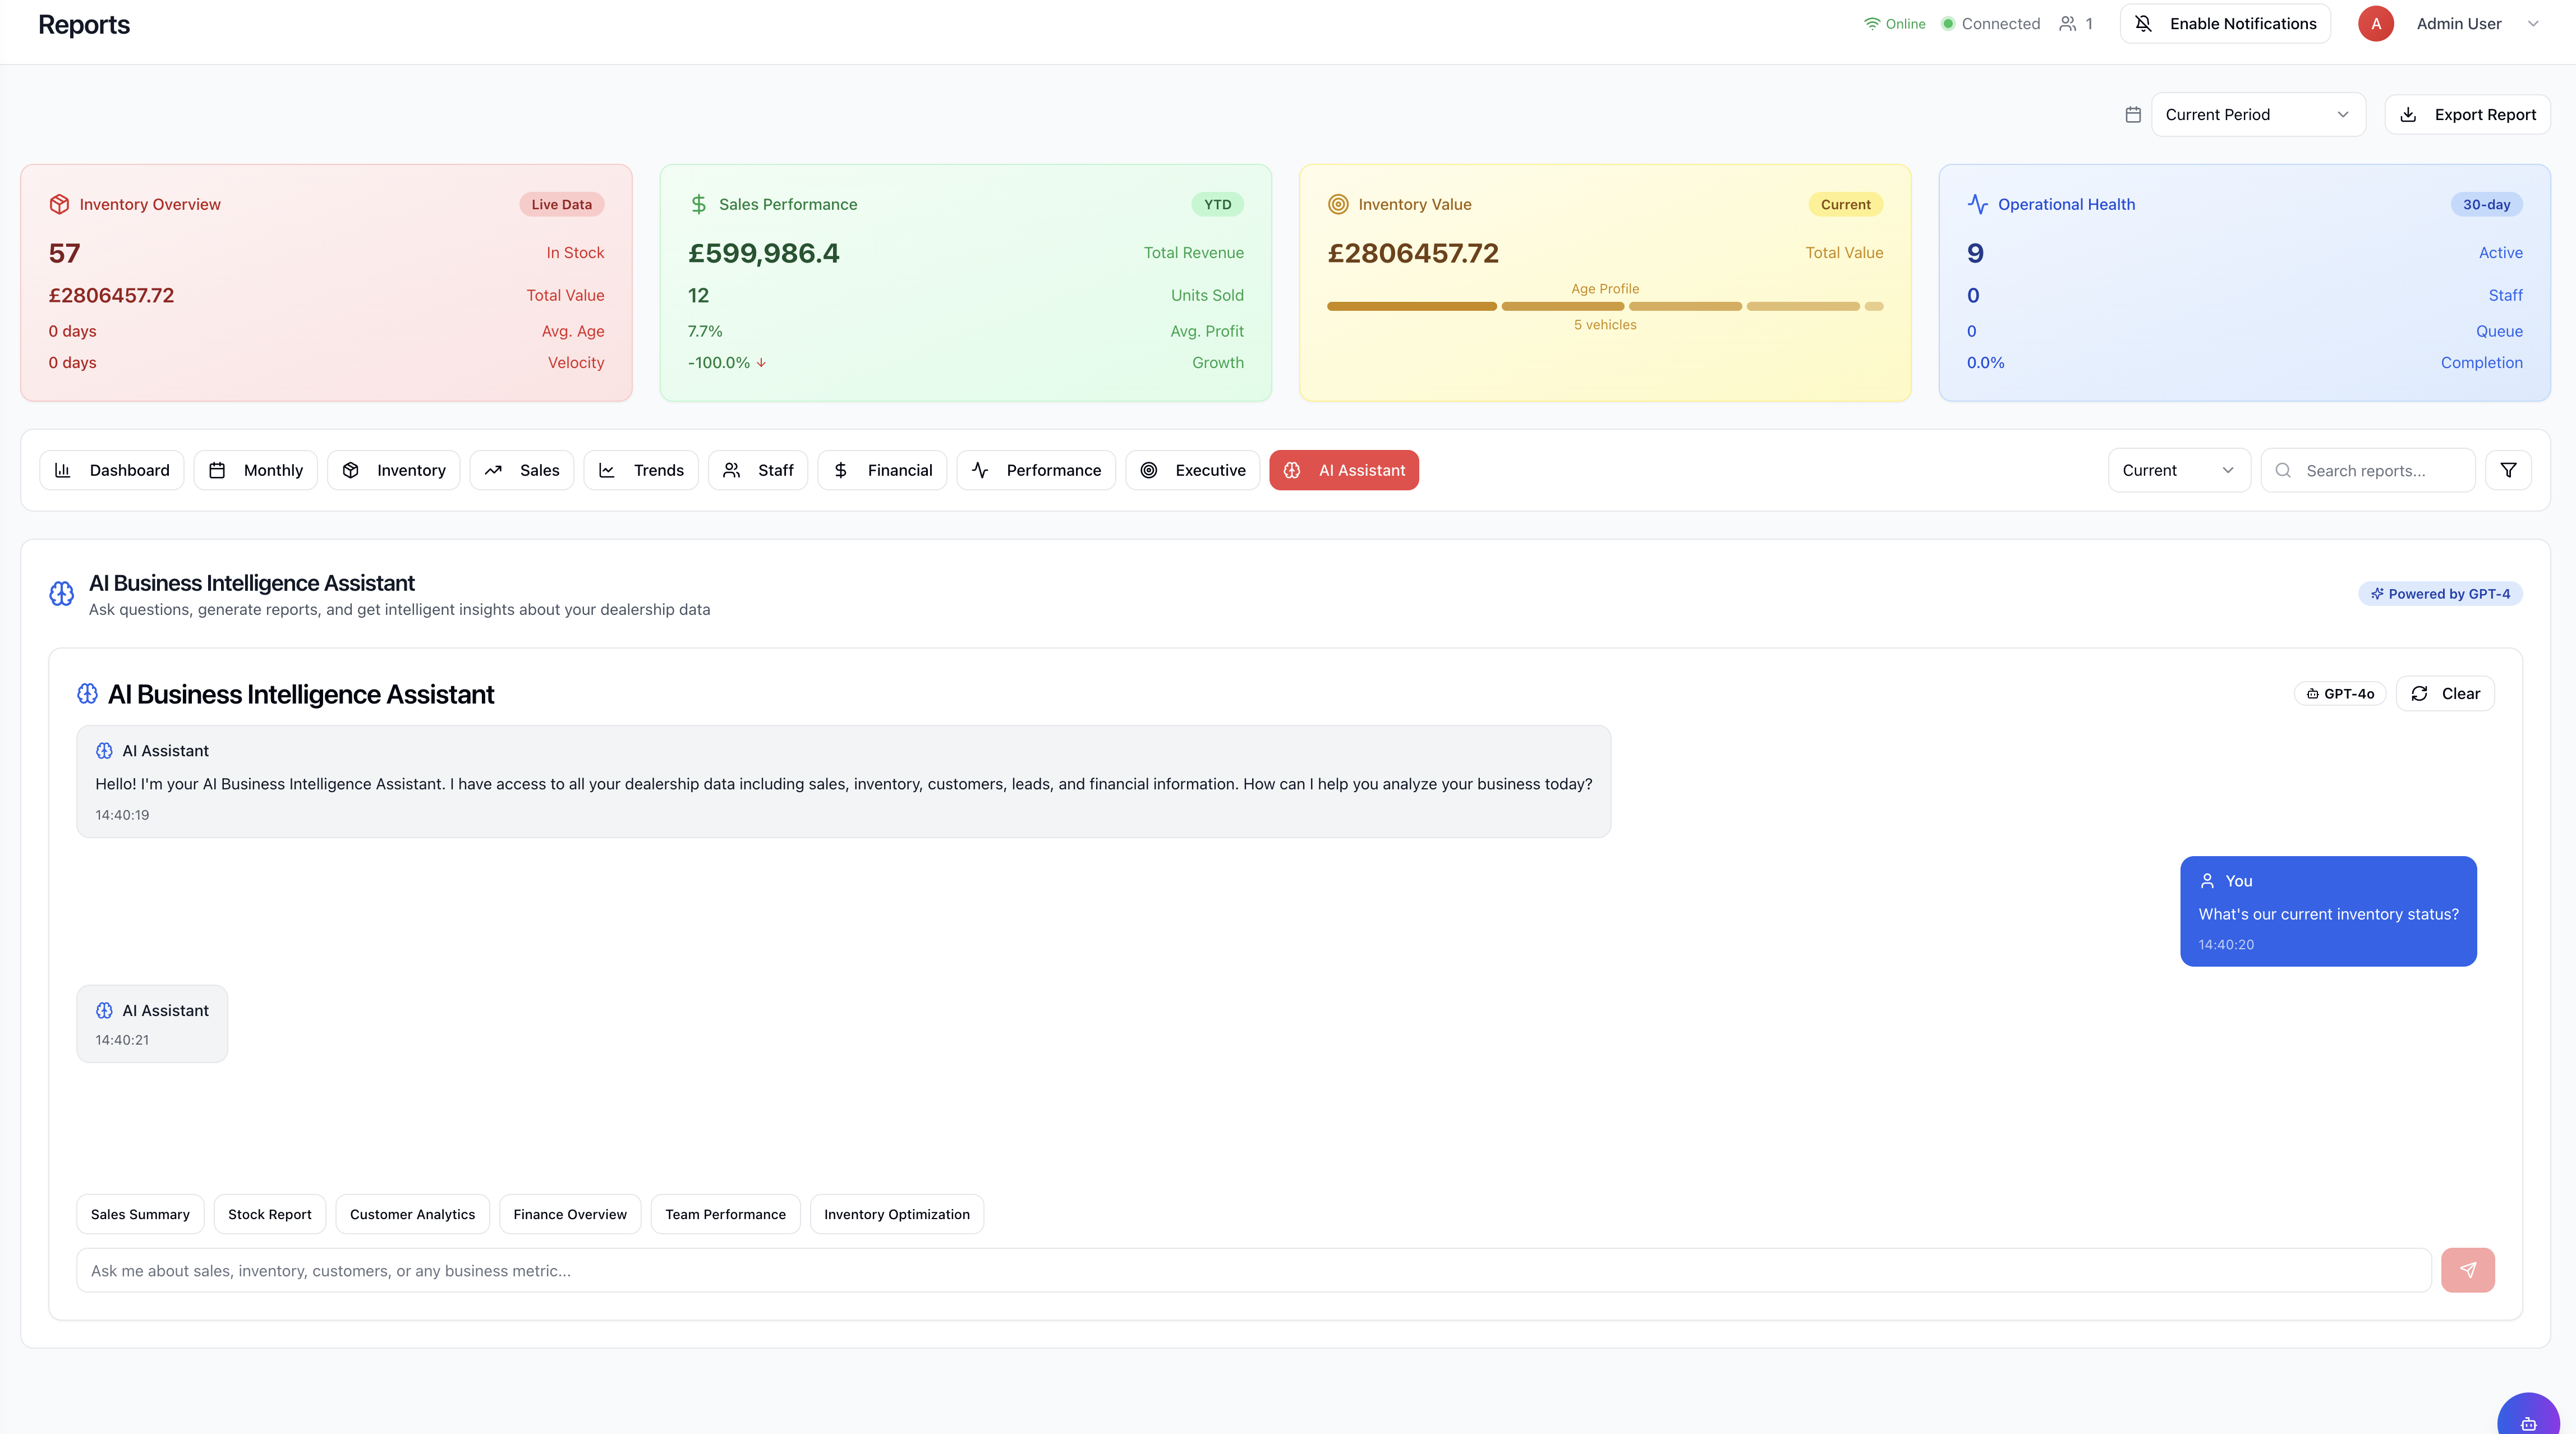 Reports
Online Connected 1 Enable Notifications A Admin User
Current Period Export Report
Inventory Overview Live Data
57 In Stock
£2806457.72 Total Value
0 days Avg. Age
0 days Velocity
Sales Performance YTD
£599,986.4 Total Revenue
12 Units Sold
7.7% Avg. Profit
-100.0% ↓ Growth
Inventory Value Current
£2806457.72 Total Value
Age Profile
5 vehicles
Operational Health 30-day
9 Active
0 Staff
0 Queue
0.0% Completion
Dashboard Monthly Inventory Sales Trends Staff Financial Performance Executive AI Assistant Current Search reports...
AI Business Intelligence Assistant
Ask questions, generate reports, and get intelligent insights about your dealership data
Powered by GPT-4
AI Business Intelligence Assistant GPT-4o Clear
AI Assistant
Hello! I'm your AI Business Intelligence Assistant. I have access to all your dealership data including sales, inventory, customers, leads, and financial information. How can I help you analyze your business today?
14:40:19
You
What's our current inventory status?
14:40:20
AI Assistant
14:40:21
Sales Summary Stock Report Customer Analytics Finance Overview Team Performance Inventory Optimization
Ask me about sales, inventory, customers, or any business metric...